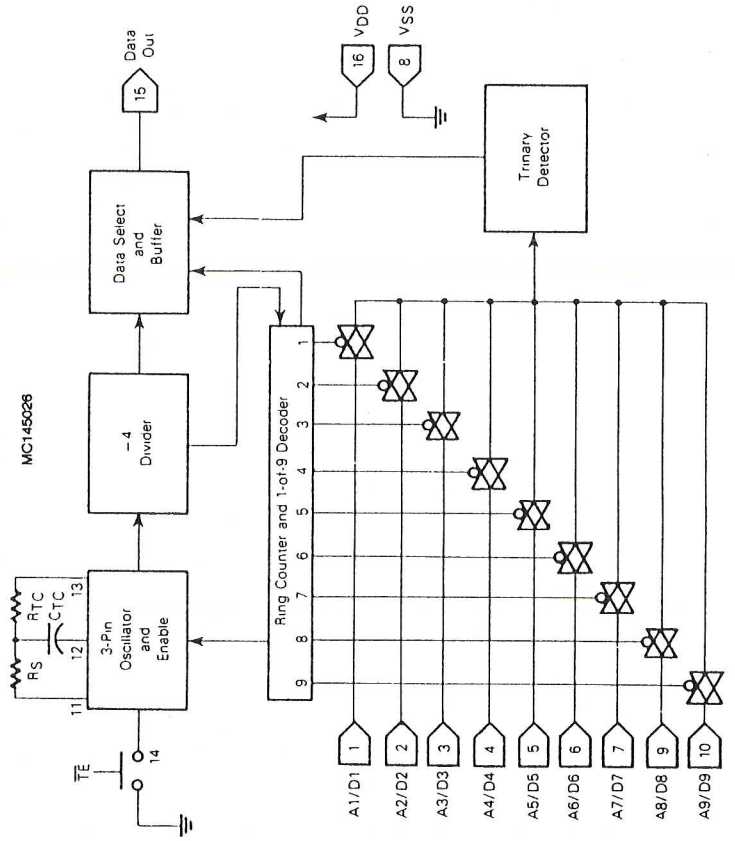 MC145026
RS
RTC
CTC
11
12
13
3-Pin
Oscillator
and
Enable
TE
14
−4
Divider
Data Select
and
Buffer
15
Data
Out
16
VDD
8
VSS
Trinary
Detector
Ring Counter and 1-of-9 Decoder
9
8
7
6
5
4
3
2
1
A1/D1
1
A2/D2
2
A3/D3
3
A4/D4
4
A5/D5
5
A6/D6
6
A7/D7
7
A8/D8
9
A9/D9
10